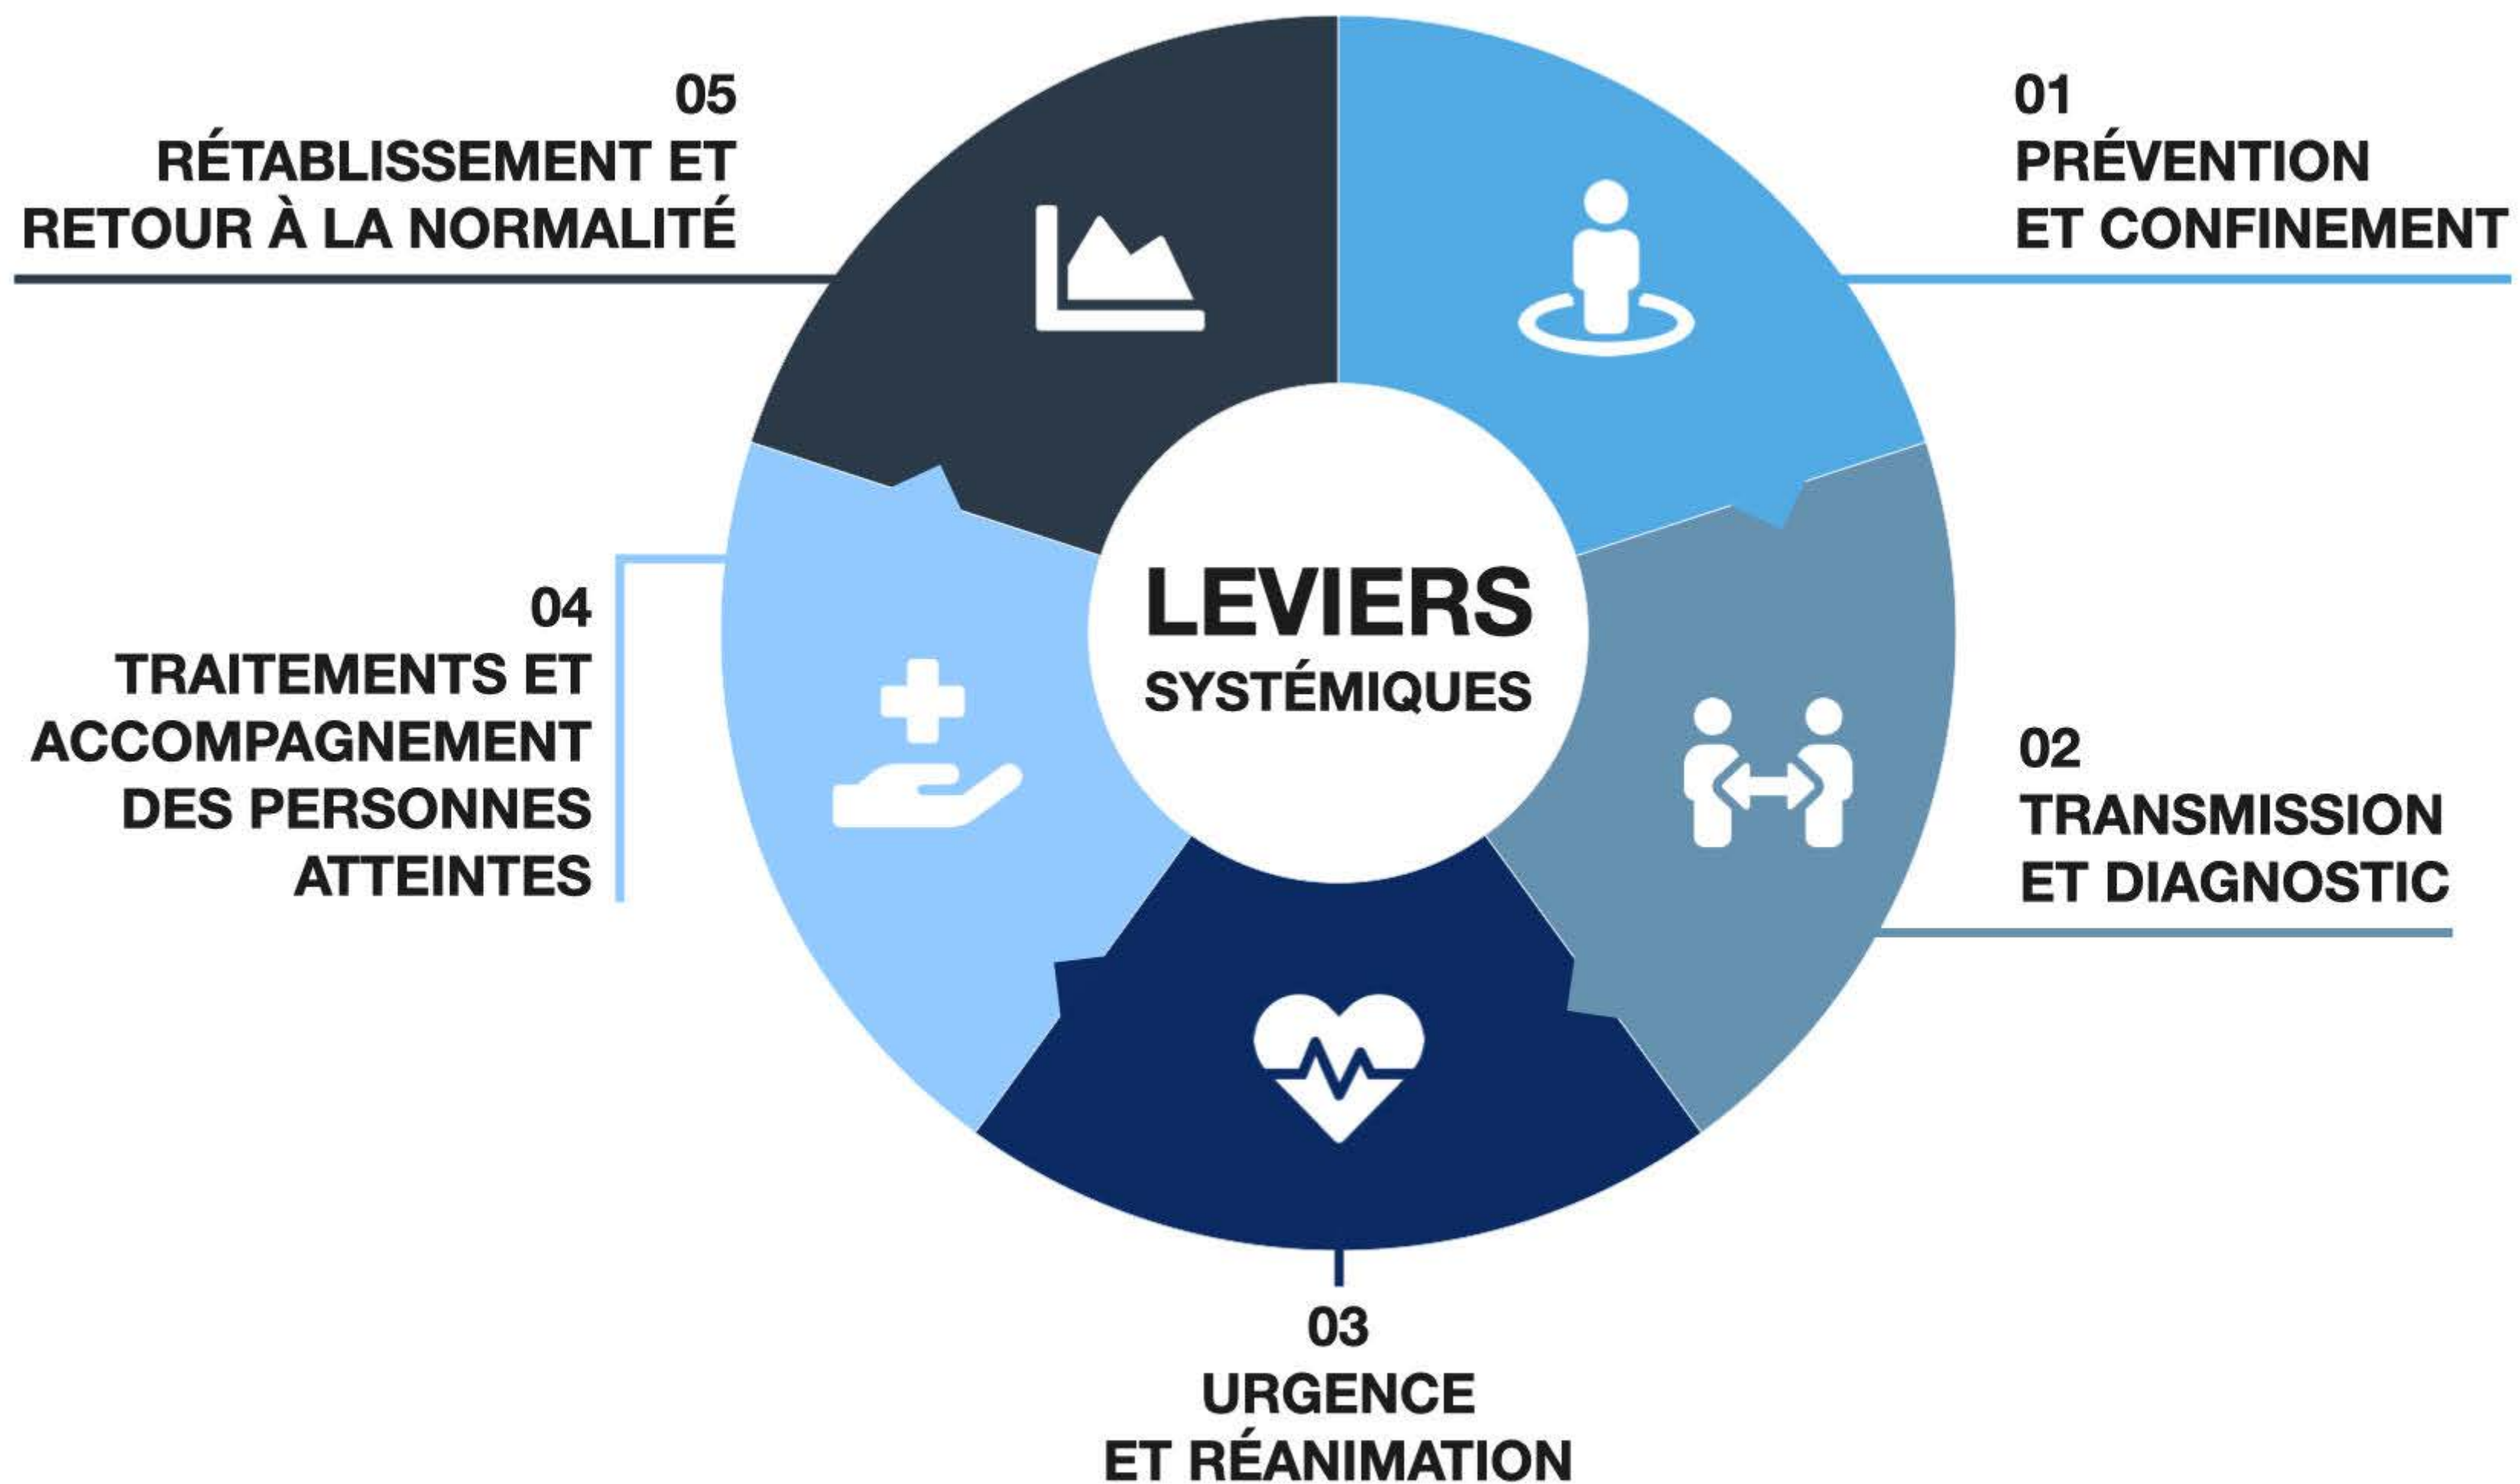 LEVIERS
SYSTÉMIQUES
01
PRÉVENTION
ET CONFINEMENT
02
TRANSMISSION
ET DIAGNOSTIC
03
URGENCE
ET RÉANIMATION
04
TRAITEMENTS ET
ACCOMPAGNEMENT
DES PERSONNES
ATTEINTES
05
RÉTABLISSEMENT ET
RETOUR À LA NORMALITÉ